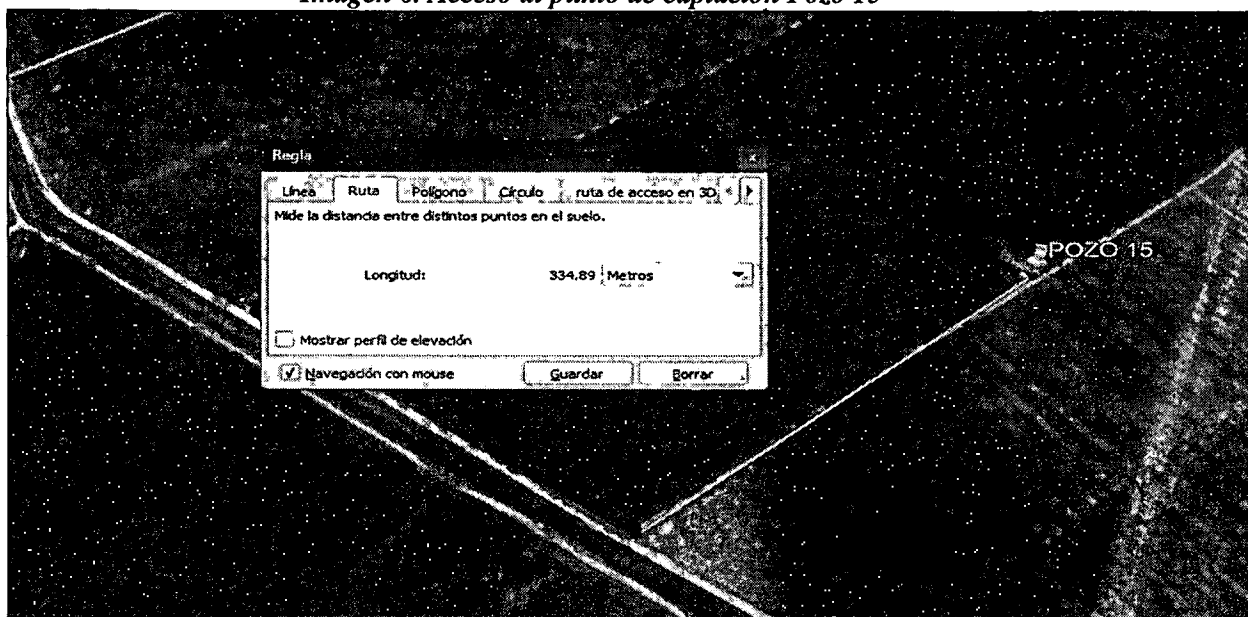 Imagen 6. Acceso al punto de captación Pozo 15
Regla
Línea Ruta Polígono Círculo ruta de acceso en 3D
Mide la distancia entre distintos puntos en el suelo.
Longitud: 334,89 Metros
Mostrar perfil de elevación
Navegación con mouse Guardar Borrar
POZO 15